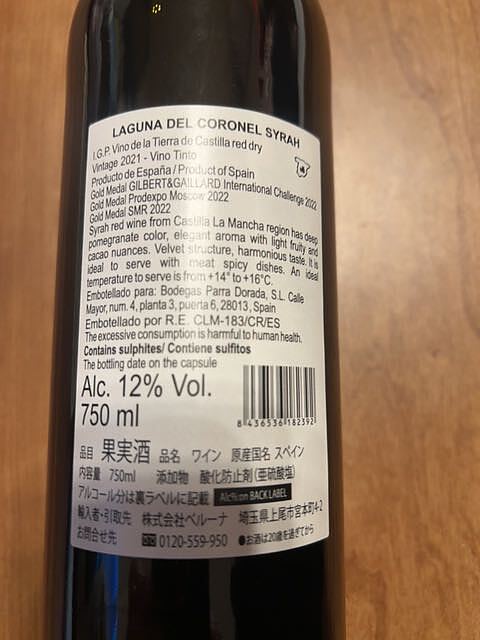 LAGUNA DEL CORONEL SYRAH
I.G.P. Vino de la Tierra de Castilla red dry
Vintage 2021 - Vino Tinto
Producto de España / Product of Spain
Gold Medal GILBERT&GAILLARD International Challenge 2022
Gold Medal Prodexpo Moscow 2022
Gold Medal SMR 2022
Syrah red wine from Castilla La Mancha region has deep
pomegranate color, elegant aroma with light fruity and
cacao nuances. Velvet structure, harmonious taste. It is
ideal to serve with meat spicy dishes. An ideal
temperature to serve is from +14° to +16°C.
Embotellado para: Bodegas Parra Dorada, S.L. Calle
Mayor, num. 4, planta 3, puerta 6, 28013, Spain
Embotellado por R.E. CLM-183/CR/ES
The excessive consumption is harmful to human health.
Contains sulphites/ Contiene sulfitos
The bottling date on the capsule
Alc. 12% Vol.
750 ml
8 436536 182392
品目 果実酒 品名 ワイン 原産国名 スペイン
内容量 750ml 添加物 酸化防止剤(亜硫酸塩)
アルコール分は裏ラベルに記載 Alc% on BACK LABEL
輸入者・引取先 株式会社ベルーナ 埼玉県上尾市宮本町4-2
お問合せ先 0120-559-950 ●お酒は20歳を過ぎてから